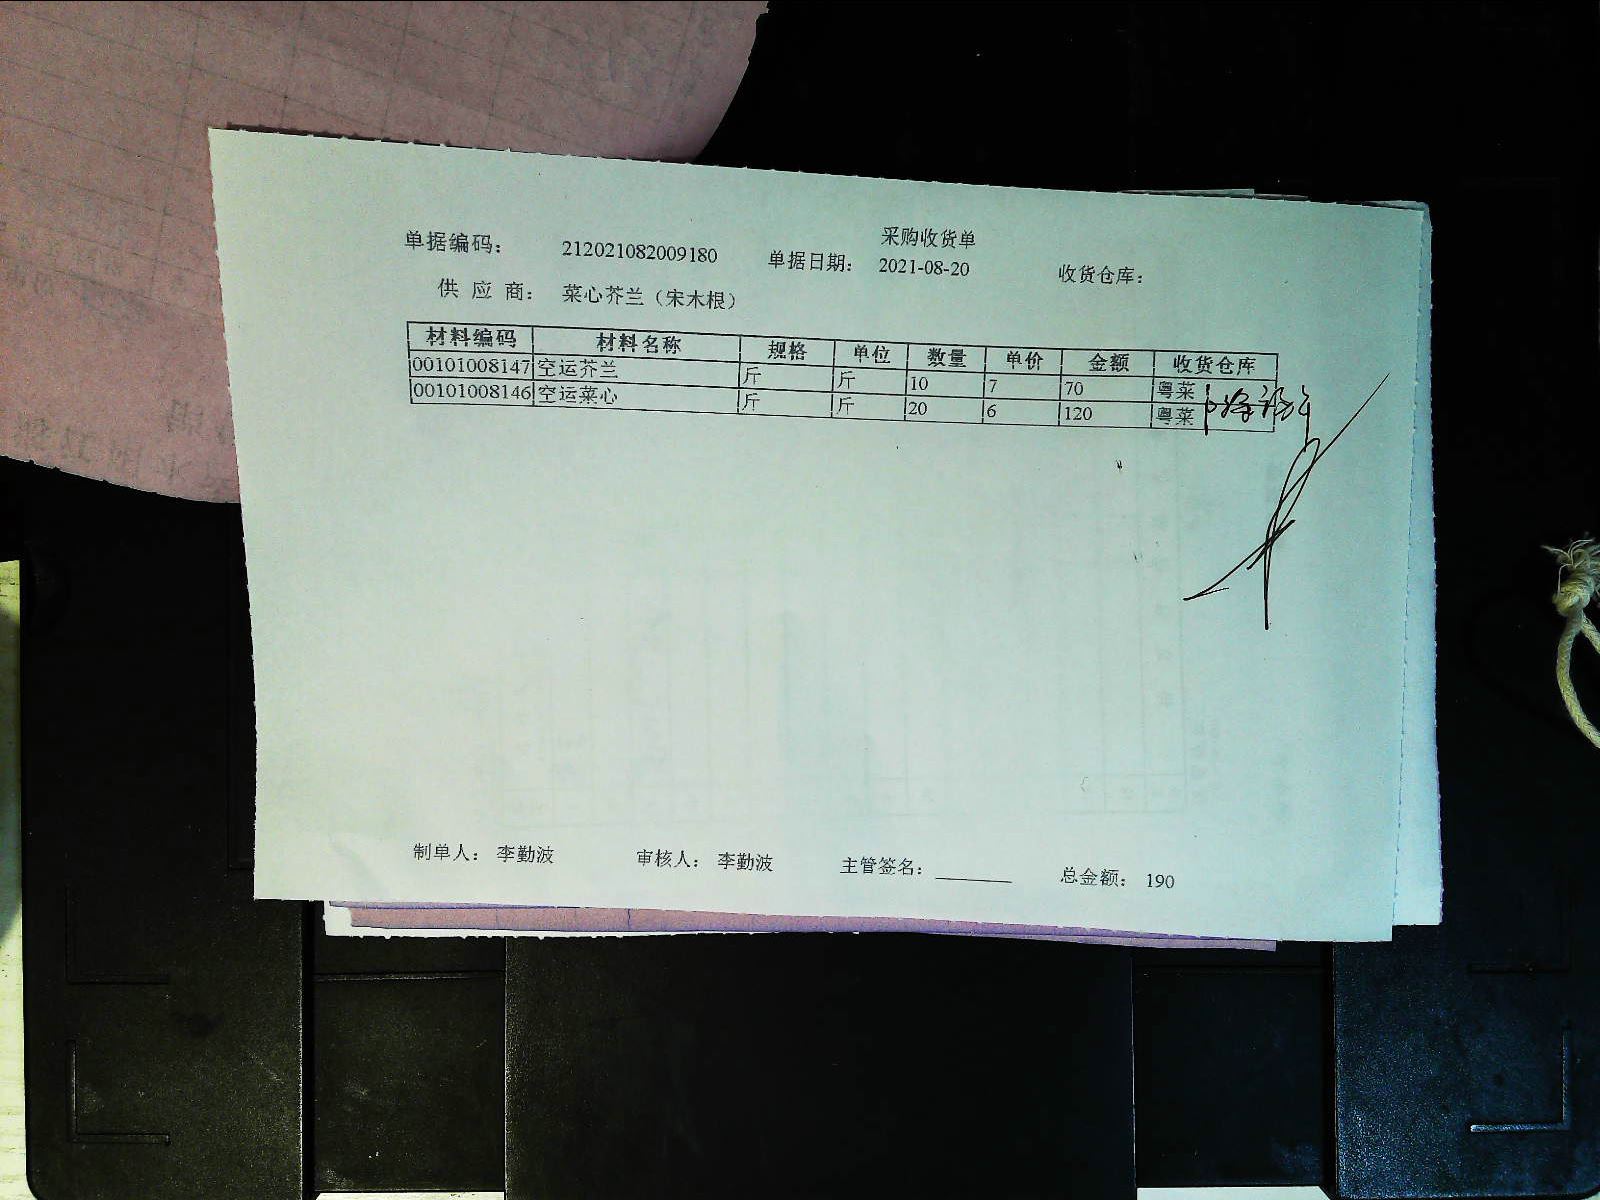 采购收货单
单据编码： 212021082009180 单据日期： 2021-08-20 收货仓库：
供 应 商： 菜心芥兰（宋木根）
材料编码 材料名称 规格 单位 数量 单价 金额 收货仓库
00101008147 空运芥兰 斤 斤 10 7 70 粤菜
00101008146 空运菜心 斤 斤 20 6 120 粤菜
制单人： 李勤波 审核人： 李勤波 主管签名： 总金额： 190